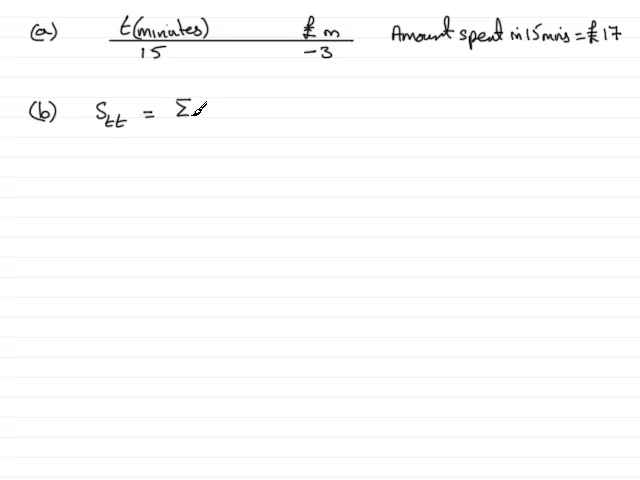 (a) t(minutes) £ m Amount spent in 15 mins = £17
15 -3
(b) Stt = Σ